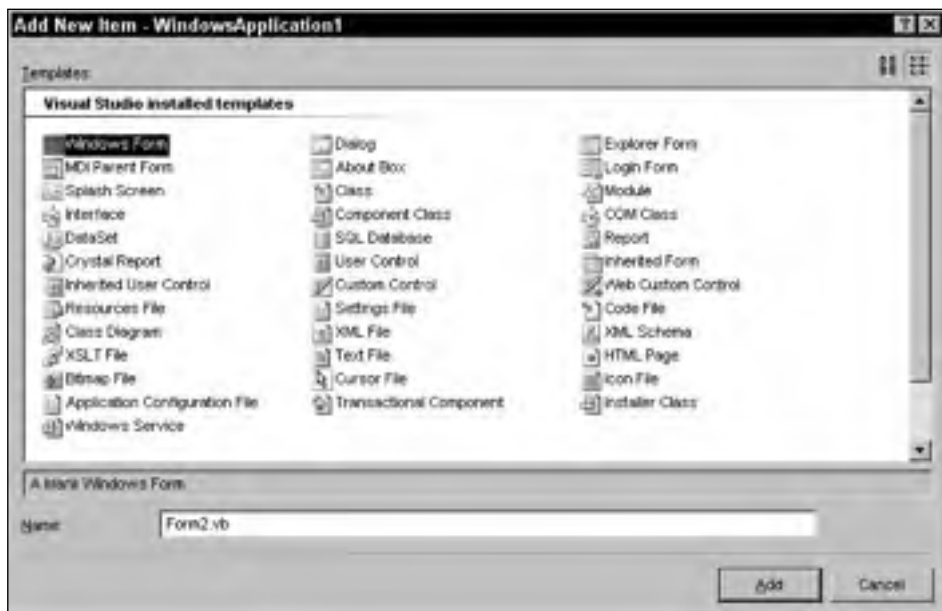 Add New Item - WindowsApplication1
Templates:
Visual Studio installed templates
Windows Form Dialog Explorer Form
MDI Parent Form About Box Login Form
Splash Screen Class Module
Interface Component Class COM Class
DataSet SQL Database Report
Crystal Report User Control Inherited Form
Inherited User Control Custom Control Web Custom Control
Resources File Settings File Code File
Class Diagram XML File XML Schema
XSLT File Text File HTML Page
Bitmap File Cursor File Icon File
Application Configuration File Transactional Component Installer Class
Windows Service
A blank Windows Form
Name: Form2.vb
Add Cancel